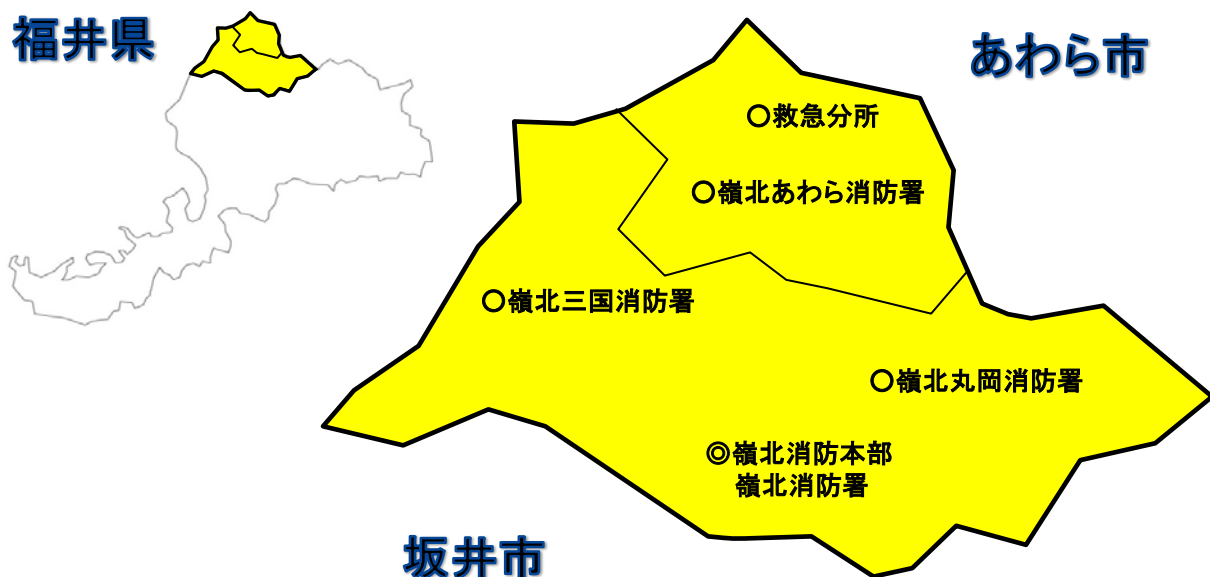 福井県
あわら市
○救急分所
○嶺北あわら消防署
○嶺北三国消防署
○嶺北丸岡消防署
◎嶺北消防本部
嶺北消防署
坂井市